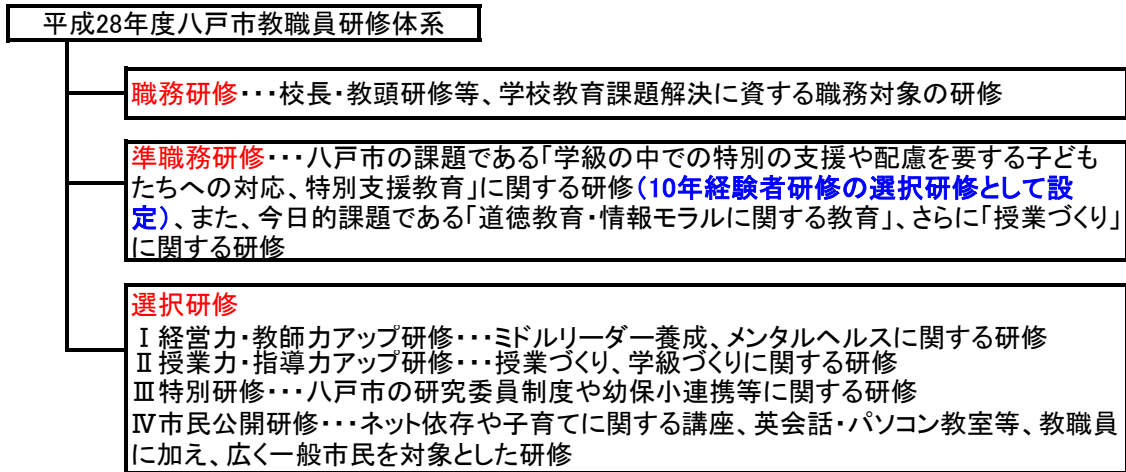 平成28年度八戸市教職員研修体系
職務研修・・・校長・教頭研修等、学校教育課題解決に資する職務対象の研修
準職務研修・・・八戸市の課題である「学級の中での特別の支援や配慮を要する子ども
たちへの対応、特別支援教育」に関する研修（10年経験者研修の選択研修として設
定）、また、今日的課題である「道徳教育・情報モラルに関する教育」、さらに「授業づくり」
に関する研修
選択研修
Ⅰ経営力・教師力アップ研修・・・ミドルリーダー養成、メンタルヘルスに関する研修
Ⅱ授業力・指導力アップ研修・・・授業づくり、学級づくりに関する研修
Ⅲ特別研修・・・八戸市の研究委員制度や幼保小連携等に関する研修
Ⅳ市民公開研修・・・ネット依存や子育てに関する講座、英会話・パソコン教室等、教職員
に加え、広く一般市民を対象とした研修